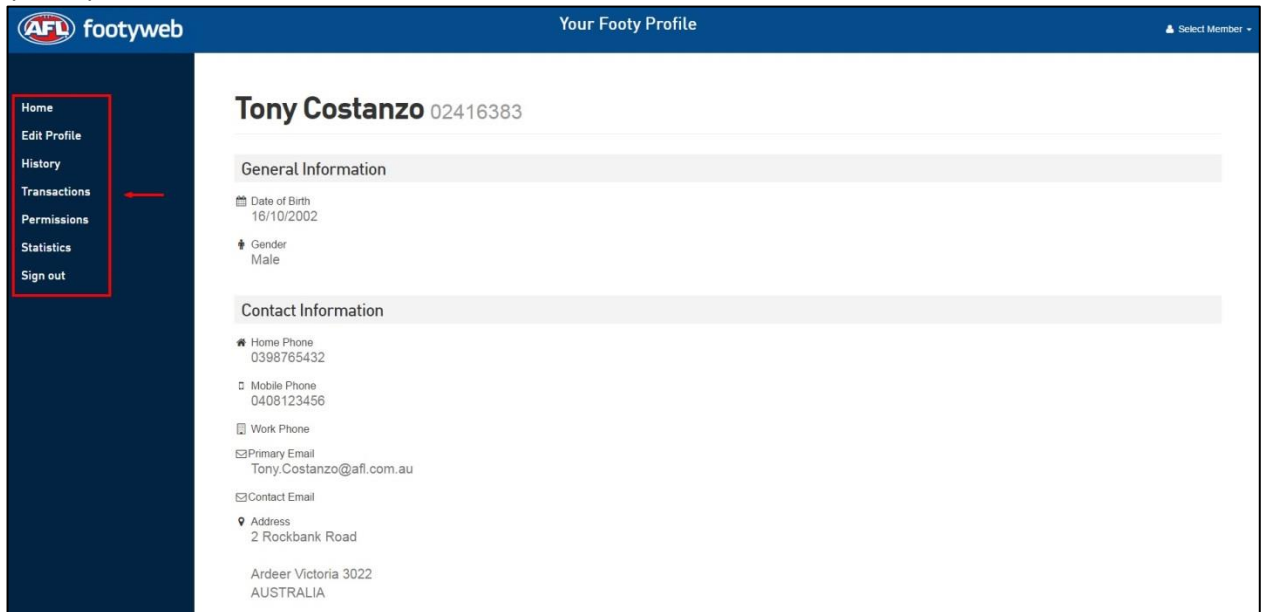 AFL footyweb
Your Footy Profile
Select Member
Home
Edit Profile
History
Transactions
Permissions
Statistics
Sign out
Tony Costanzo 02416383
General Information
Date of Birth
16/10/2002
Gender
Male
Contact Information
Home Phone
0398765432
Mobile Phone
0408123456
Work Phone
Primary Email
Tony.Costanzo@afl.com.au
Contact Email
Address
2 Rockbank Road
Ardeer Victoria 3022
AUSTRALIA